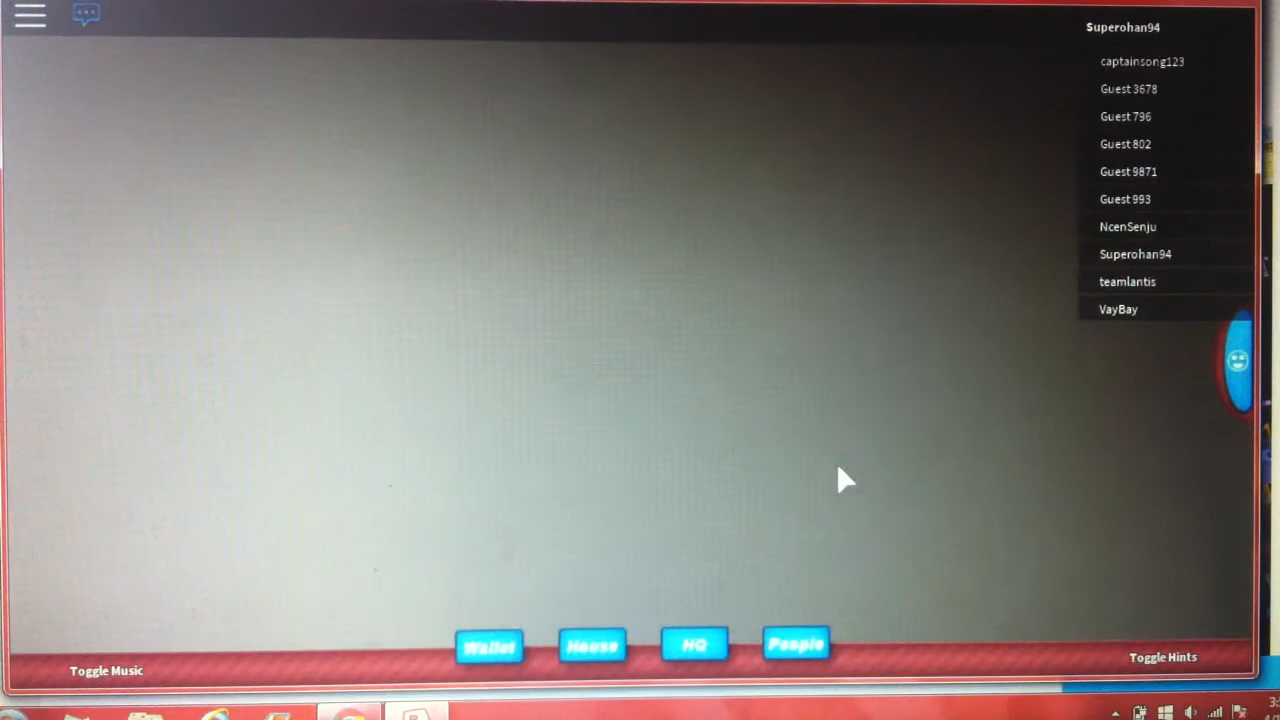 Superohan94
captainsong123
Guest 3678
Guest 796
Guest 802
Guest 9871
Guest 993
NcenSenju
Superohan94
teamlantis
VayBay
Wallet House HQ People
Toggle Music
Toggle Hints